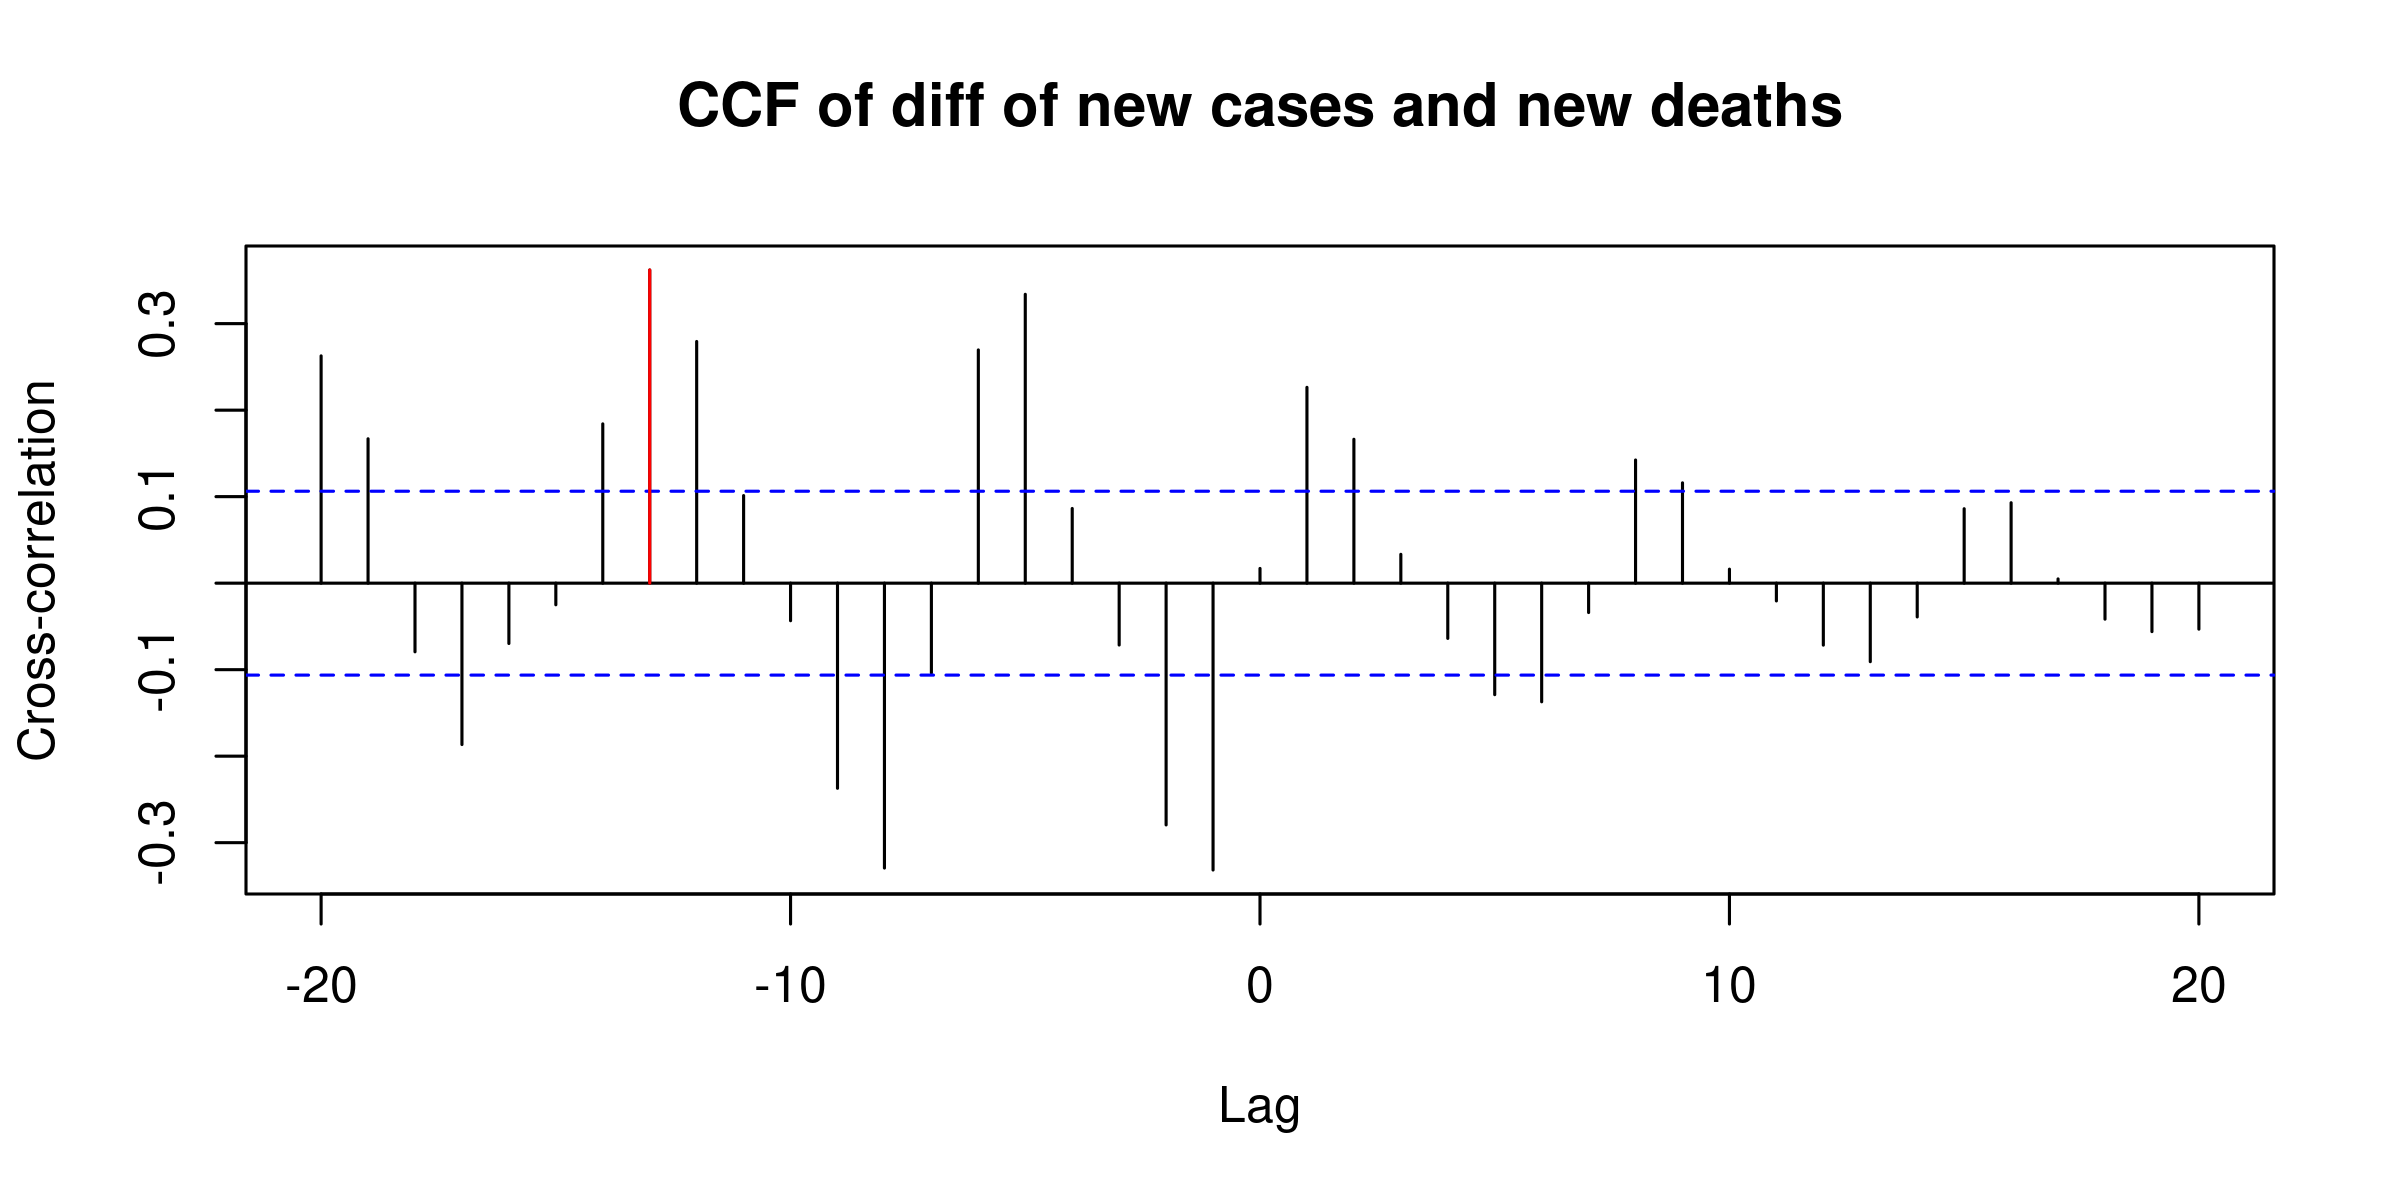 CCF of diff of new cases and new deaths
Cross-correlation
0.3
0.1
-0.1
-0.3
-20 -10 0 10 20
Lag